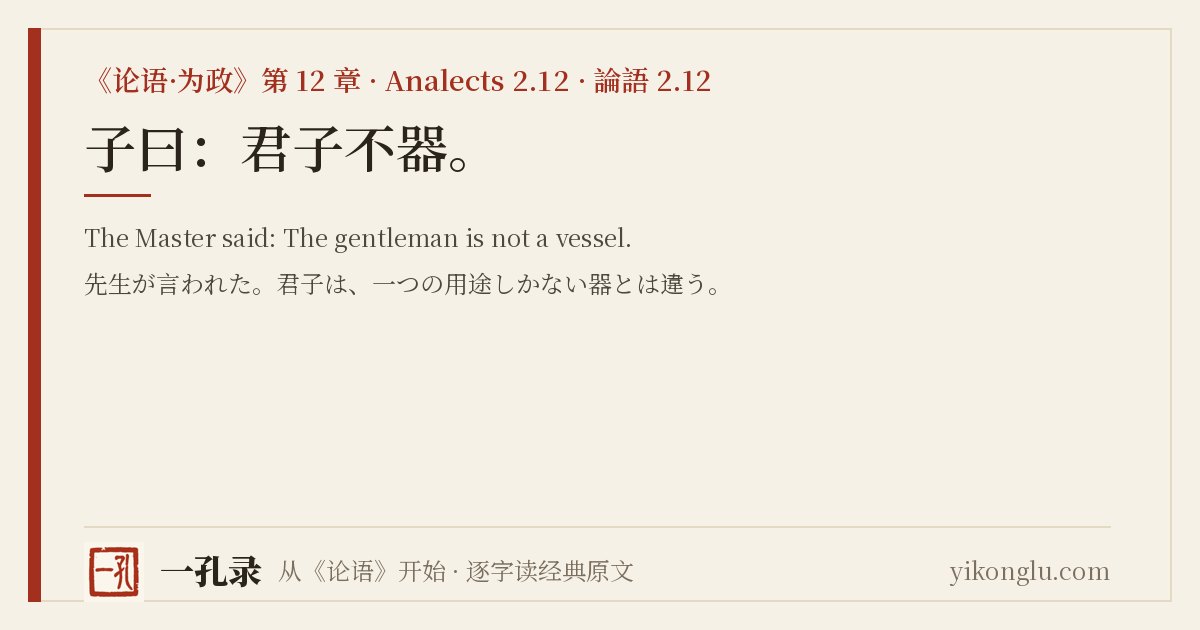 《论语·为政》第 12 章 · Analects 2.12 · 論語 2.12
子曰：君子不器。
The Master said: The gentleman is not a vessel.
先生が言われた。君子は、一つの用途しかない器とは違う。
一孔
一孔录 从《论语》开始 · 逐字读经典原文 yikonglu.com